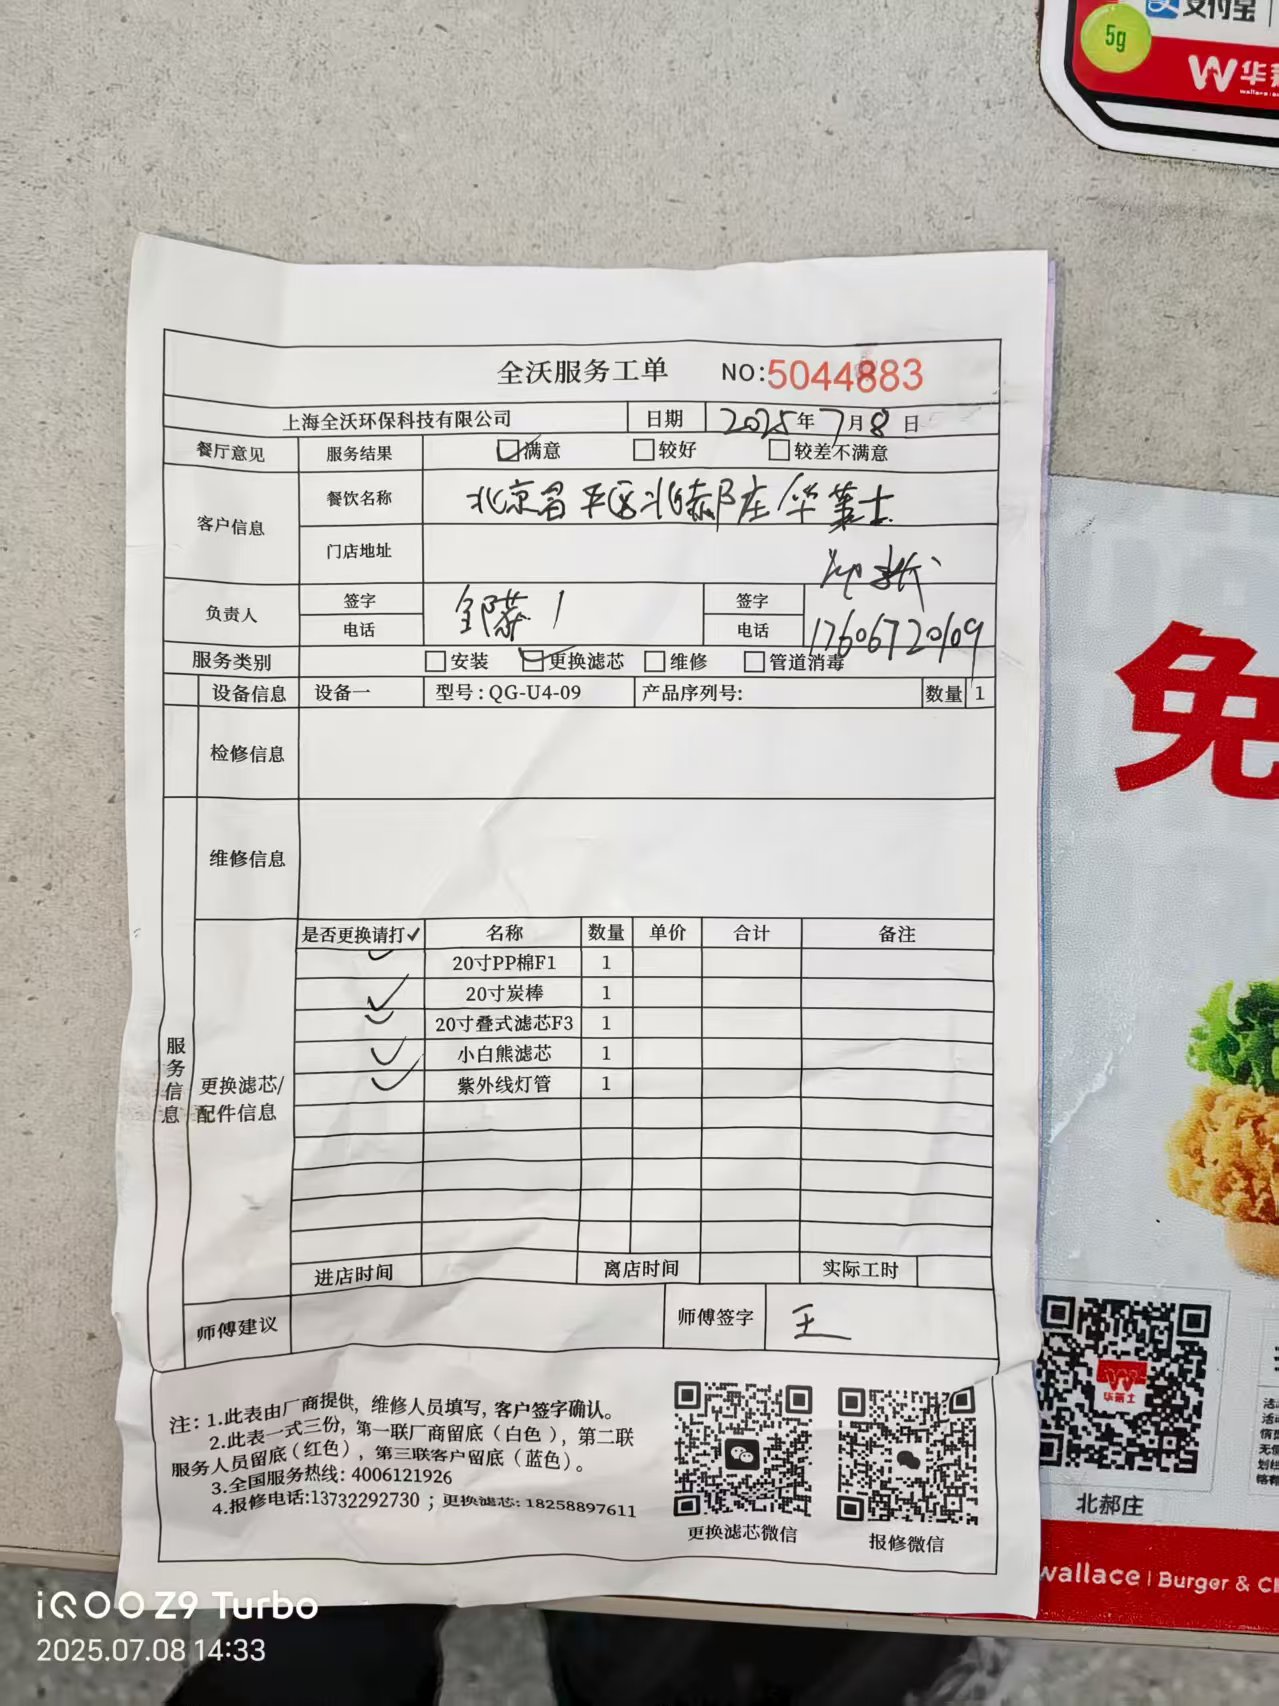 支付宝
5g
W华莱
全沃服务工单 NO:5044883
上海全沃环保科技有限公司 日期 2025年7月8日
餐厅意见 服务结果 满意 较好 较差不满意
客户信息 餐饮名称 北京昌平区北郝庄华莱士
门店地址
负责人 签字 签字
电话 电话 17606720109
服务类别 安装 更换滤芯 维修 管道消毒
设备信息 设备一 型号:QG-U4-09 产品序列号: 数量 1
检修信息
维修信息
服务信息
更换滤芯/配件信息
是否更换请打✓ 名称 数量 单价 合计 备注
✓ 20寸PP棉F1 1
✓ 20寸炭棒 1
✓ 20寸叠式滤芯F3 1
✓ 小白熊滤芯 1
✓ 紫外线灯管 1
进店时间 离店时间 实际工时
师傅建议 师傅签字 王
注: 1.此表由厂商提供, 维修人员填写, 客户签字确认。
2.此表一式三份, 第一联厂商留底(白色), 第二联
服务人员留底(红色), 第三联客户留底(蓝色)。
3.全国服务热线: 4006121926
4.报修电话:13732292730 ; 更换滤芯: 18258897611
更换滤芯微信 报修微信
免
华莱士
北郝庄
wallace | Burger & Ch
iQOO Z9 Turbo
2025.07.08 14:33